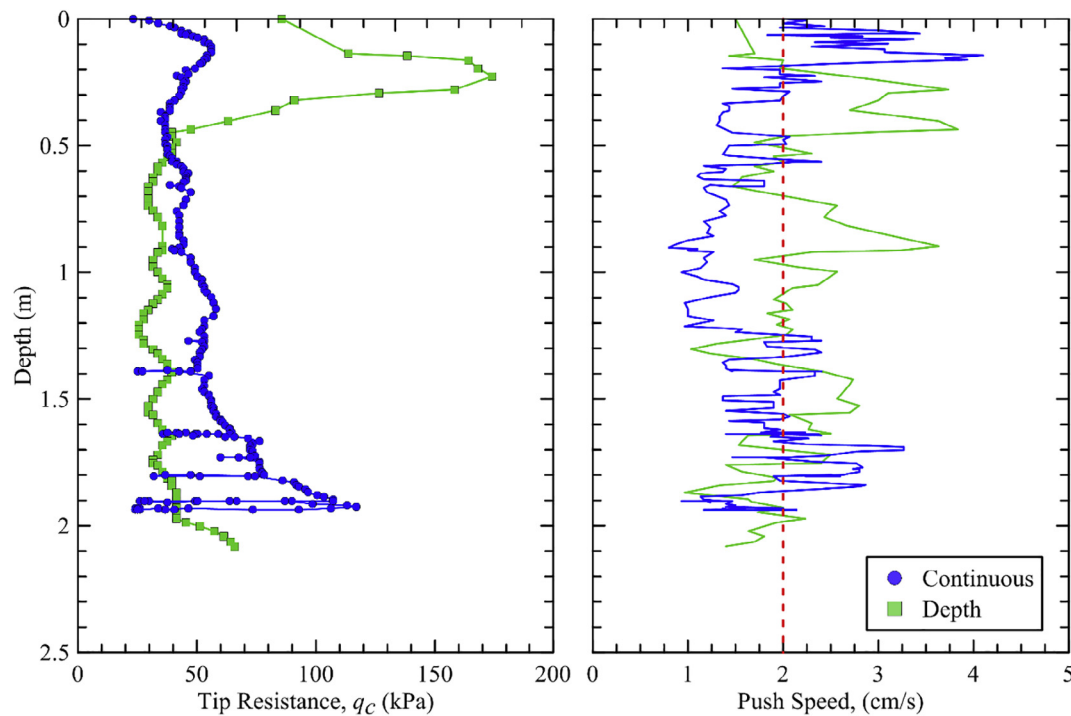 0
0.5
1
1.5
2
2.5
Depth (m)
0 50 100 150 200
Tip Resistance, qc (kPa)
0 1 2 3 4 5
Push Speed, (cm/s)
Continuous
Depth